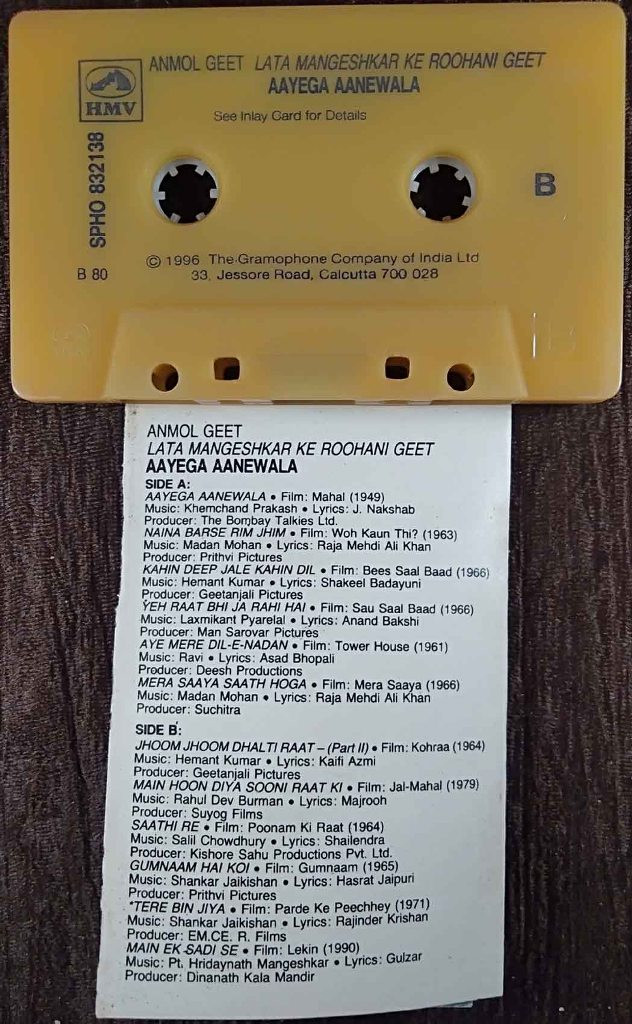 ANMOL GEET LATA MANGESHKAR KE ROOHANI GEET
AAYEGA AANEWALA
HMV
See Inlay Card for Details
SPHO 832138
B
B 80
© 1996 The Gramophone Company of India Ltd
33, Jessore Road, Calcutta 700 028
ANMOL GEET
LATA MANGESHKAR KE ROOHANI GEET
AAYEGA AANEWALA
SIDE A:
AAYEGA AANEWALA • Film: Mahal (1949)
Music: Khemchand Prakash • Lyrics: J. Nakshab
Producer: The Bombay Talkies Ltd.
NAINA BARSE RIM JHIM • Film: Woh Kaun Thi? (1963)
Music: Madan Mohan • Lyrics: Raja Mehdi Ali Khan
Producer: Prithvi Pictures
KAHIN DEEP JALE KAHIN DIL • Film: Bees Saal Baad (1966)
Music: Hemant Kumar • Lyrics: Shakeel Badayuni
Producer: Geetanjali Pictures
YEH RAAT BHI JA RAHI HAI • Film: Sau Saal Baad (1966)
Music: Laxmikant Pyarelal • Lyrics: Anand Bakshi
Producer: Man Sarovar Pictures
AYE MERE DIL-E-NADAN • Film: Tower House (1961)
Music: Ravi • Lyrics: Asad Bhopali
Producer: Deesh Productions
MERA SAAYA SAATH HOGA • Film: Mera Saaya (1966)
Music: Madan Mohan • Lyrics: Raja Mehdi Ali Khan
Producer: Suchitra
SIDE B:
JHOOM JHOOM DHALTI RAAT – (Part II) • Film: Kohraa (1964)
Music: Hemant Kumar • Lyrics: Kaifi Azmi
Producer: Geetanjali Pictures
MAIN HOON DIYA SOONI RAAT KI • Film: Jal-Mahal (1979)
Music: Rahul Dev Burman • Lyrics: Majrooh
Producer: Suyog Films
SAATHI RE • Film: Poonam Ki Raat (1964)
Music: Salil Chowdhury • Lyrics: Shailendra
Producer: Kishore Sahu Productions Pvt. Ltd.
GUMNAAM HAI KOI • Film: Gumnaam (1965)
Music: Shankar Jaikishan • Lyrics: Hasrat Jaipuri
Producer: Prithvi Pictures
*TERE BIN JIYA • Film: Parde Ke Peechhey (1971)
Music: Shankar Jaikishan • Lyrics: Rajinder Krishan
Producer: EM.CE. R. Films
MAIN EK SADI SE • Film: Lekin (1990)
Music: Pt. Hridaynath Mangeshkar • Lyrics: Gulzar
Producer: Dinanath Kala Mandir